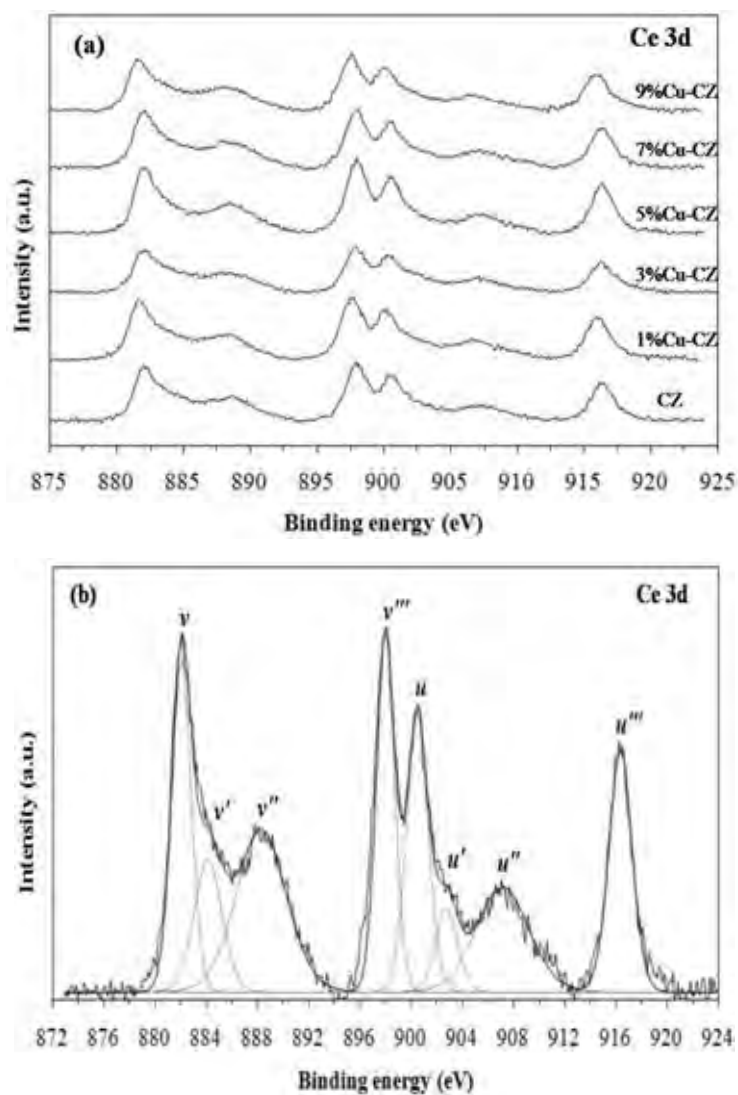 (a)
Ce 3d
9%Cu-CZ
7%Cu-CZ
5%Cu-CZ
3%Cu-CZ
1%Cu-CZ
CZ
Intensity (a.u.)
875 880 885 890 895 900 905 910 915 920 925
Binding energy (eV)
(b)
Ce 3d
v
v'''
u
u'''
v'
v''
u'
u''
Intensity (a.u.)
872 876 880 884 888 892 896 900 904 908 912 916 920 924
Binding energy (eV)